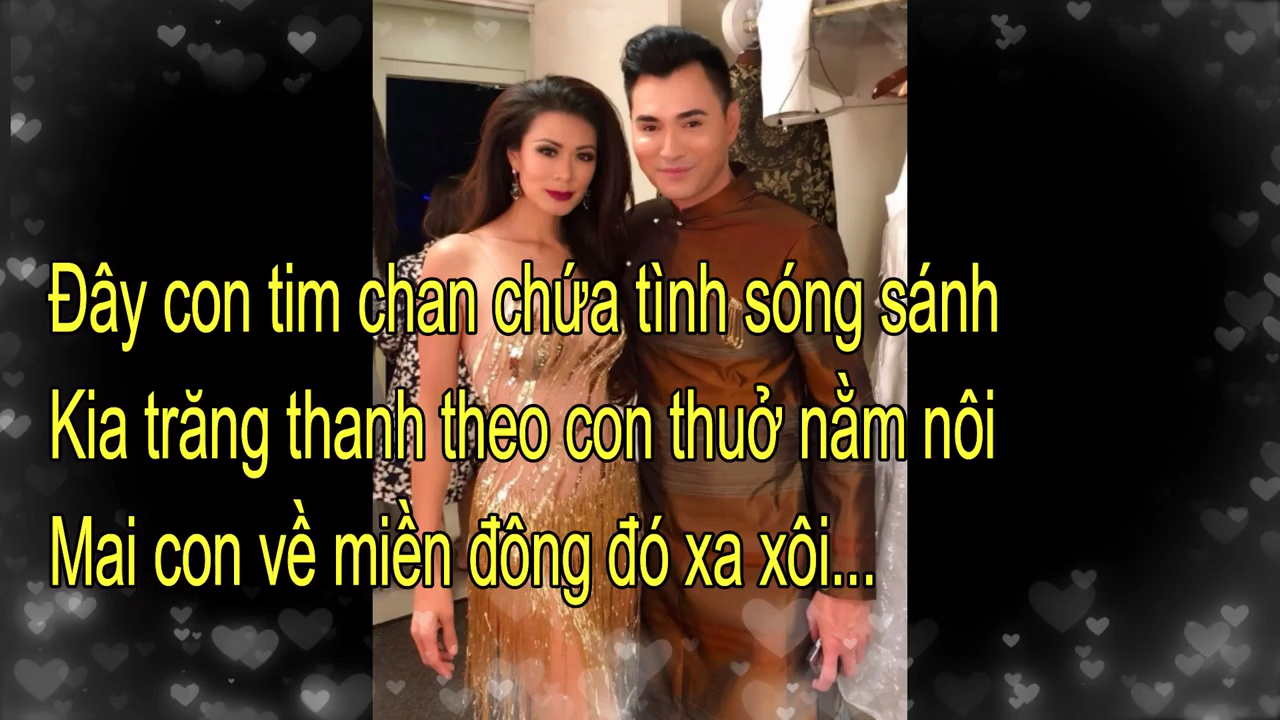 Đây con tim chan chứa tình sóng sánh
Kia trăng thanh theo con thuở nằm nôi
Mai con về miền đông đó xa xôi...